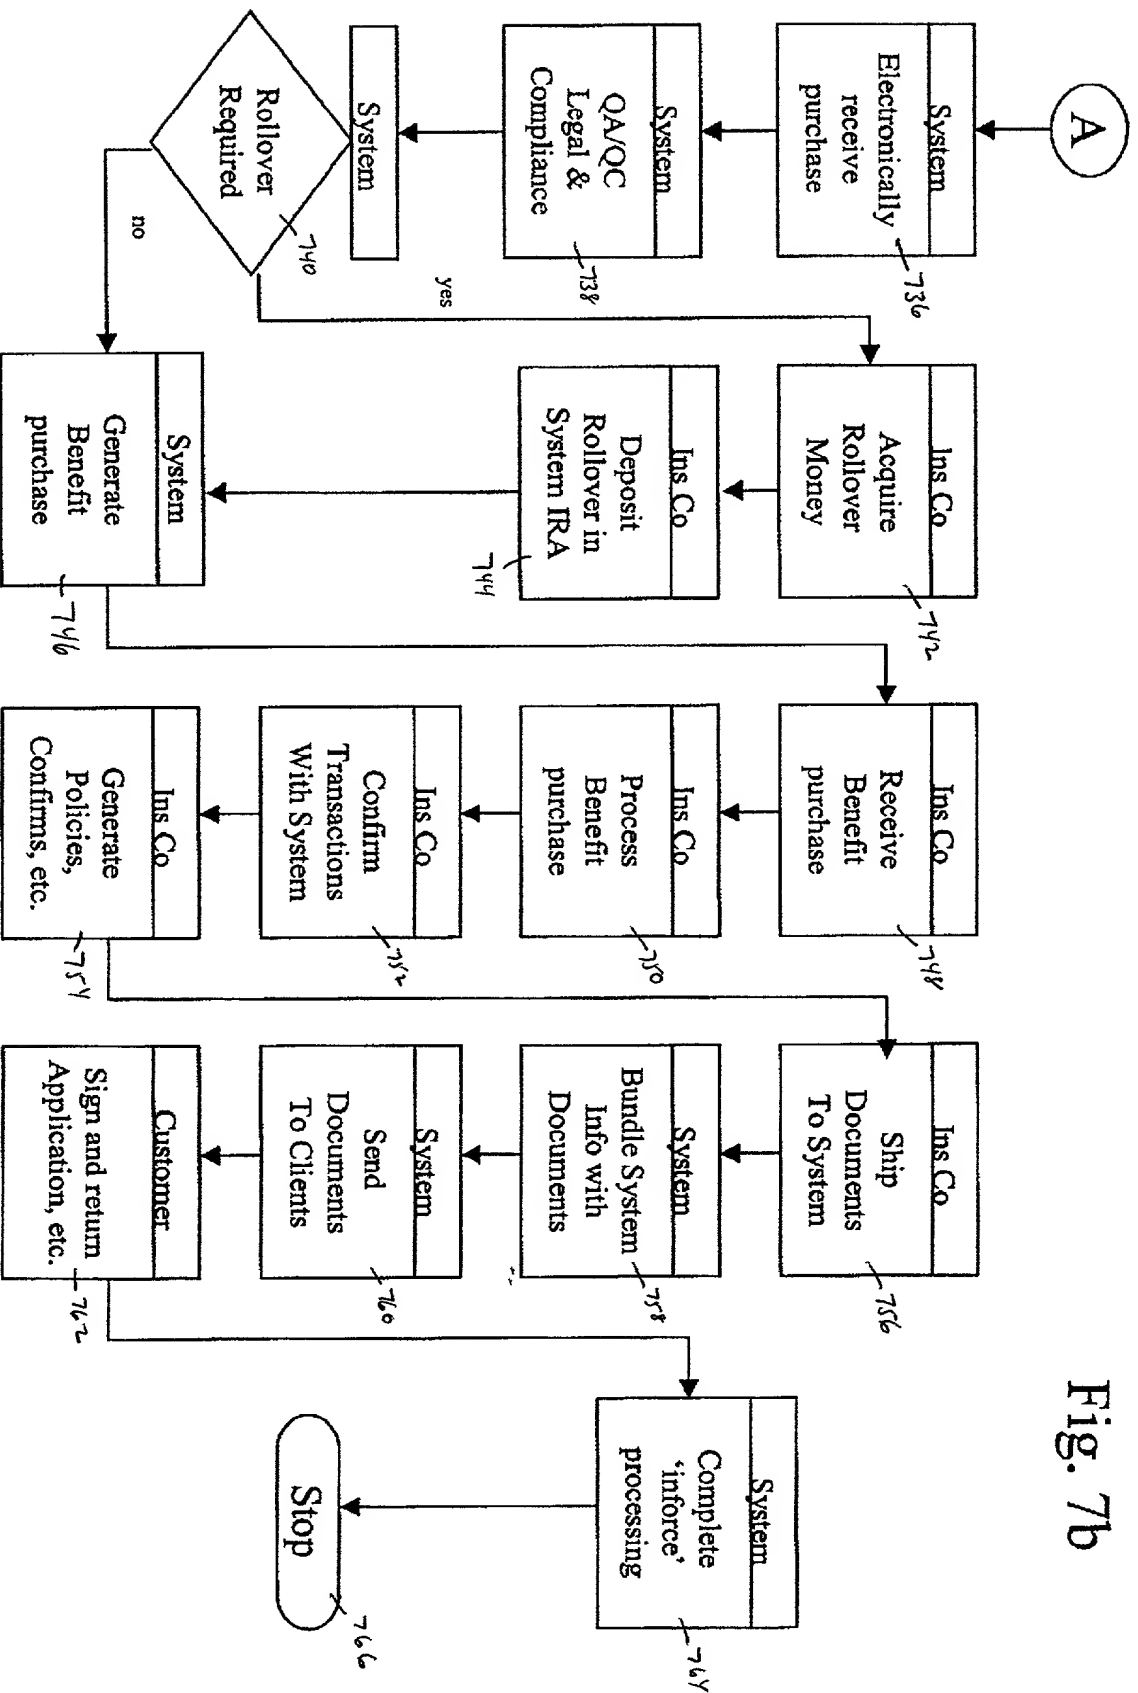 Fig. 7b
A
System
Electronically
receive
purchase
736
System
QA/QC
Legal &
Compliance
738
System
Rollover
Required
740
yes
no
Ins Co
Acquire
Rollover
Money
742
Ins Co
Deposit
Rollover in
System IRA
744
System
Generate
Benefit
purchase
746
Ins Co
Receive
Benefit
purchase
748
Ins Co
Process
Benefit
purchase
750
Ins Co
Confirm
Transactions
With System
752
Ins Co
Generate
Policies,
Confirms, etc.
754
Ins Co
Ship
Documents
To System
756
System
Bundle System
Info with
Documents
758
System
Send
Documents
To Clients
760
Customer
Sign and return
Application, etc.
762
System
Complete
‘inforce’
processing
764
Stop
766